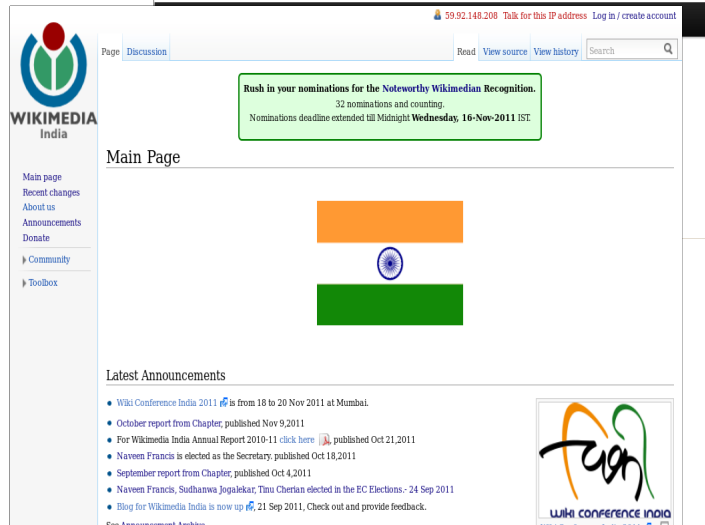 59.92.148.208 Talk for this IP address Log in / create account
WIKIMEDIA
India
Page Discussion
Read View source View history Search
Rush in your nominations for the Noteworthy Wikimedian Recognition.
32 nominations and counting.
Nominations deadline extended till Midnight Wednesday, 16-Nov-2011 IST.
Main Page
Main page
Recent changes
About us
Announcements
Donate
Community
Toolbox
Latest Announcements
Wiki Conference India 2011 is from 18 to 20 Nov 2011 at Mumbai.
October report from Chapter, published Nov 9,2011
For Wikimedia India Annual Report 2010-11 click here , published Oct 21,2011
Naveen Francis is elected as the Secretary. published Oct 18,2011
September report from Chapter, published Oct 4,2011
Naveen Francis, Sudhanwa Jogalekar, Tinu Cherian elected in the EC Elections.- 24 Sep 2011
Blog for Wikimedia India is now up , 21 Sep 2011, Check out and provide feedback.
See Announcement Archive
WIKI CONFERENCE INDIA